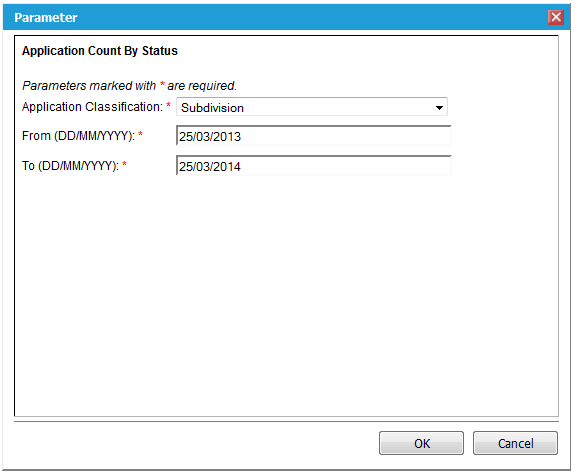 Parameter
Application Count By Status
Parameters marked with * are required.
Application Classification: * Subdivision
From (DD/MM/YYYY): * 25/03/2013
To (DD/MM/YYYY): * 25/03/2014
OK Cancel